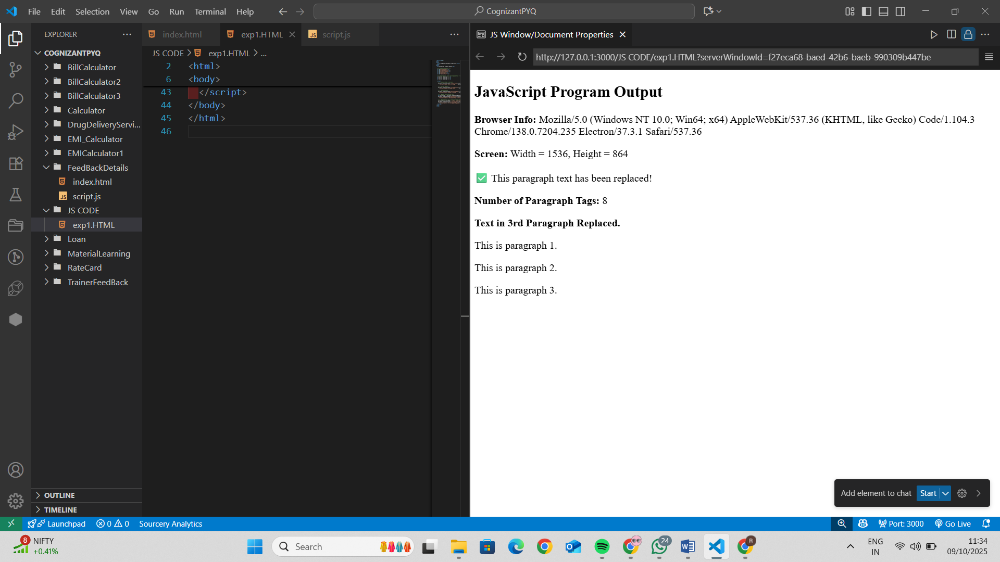 File Edit Selection View Go Run Terminal Help
CognizantPYQ
EXPLORER
COGNIZANTPYQ
BillCalculator
BillCalculator2
BillCalculator3
Calculator
DrugDeliveryServi...
EMI_Calculator
EMICalculator1
FeedBackDetails
index.html
JS script.js
JS CODE
exp1.HTML
Loan
MaterialLearning
RateCard
TrainerFeedBack
OUTLINE
TIMELINE
index.html
exp1.HTML
JS script.js
JS CODE > exp1.HTML > ...
2 <html>
6 <body>
43 </script>
44 </body>
45 </html>
46
JS Window/Document Properties
http://127.0.0.1:3000/JS CODE/exp1.HTML?serverWindowId=f27eca68-baed-42b6-baeb-990309b447be
JavaScript Program Output
Browser Info: Mozilla/5.0 (Windows NT 10.0; Win64; x64) AppleWebKit/537.36 (KHTML, like Gecko) Code/1.104.3
Chrome/138.0.7204.235 Electron/37.3.1 Safari/537.36
Screen: Width = 1536, Height = 864
✅ This paragraph text has been replaced!
Number of Paragraph Tags: 8
Text in 3rd Paragraph Replaced.
This is paragraph 1.
This is paragraph 2.
This is paragraph 3.
Add element to chat Start
Launchpad 0 0 Sourcery Analytics
Port: 3000 Go Live
8 NIFTY
+0.41%
Search
24
R
ENG
IN
11:34
09/10/2025